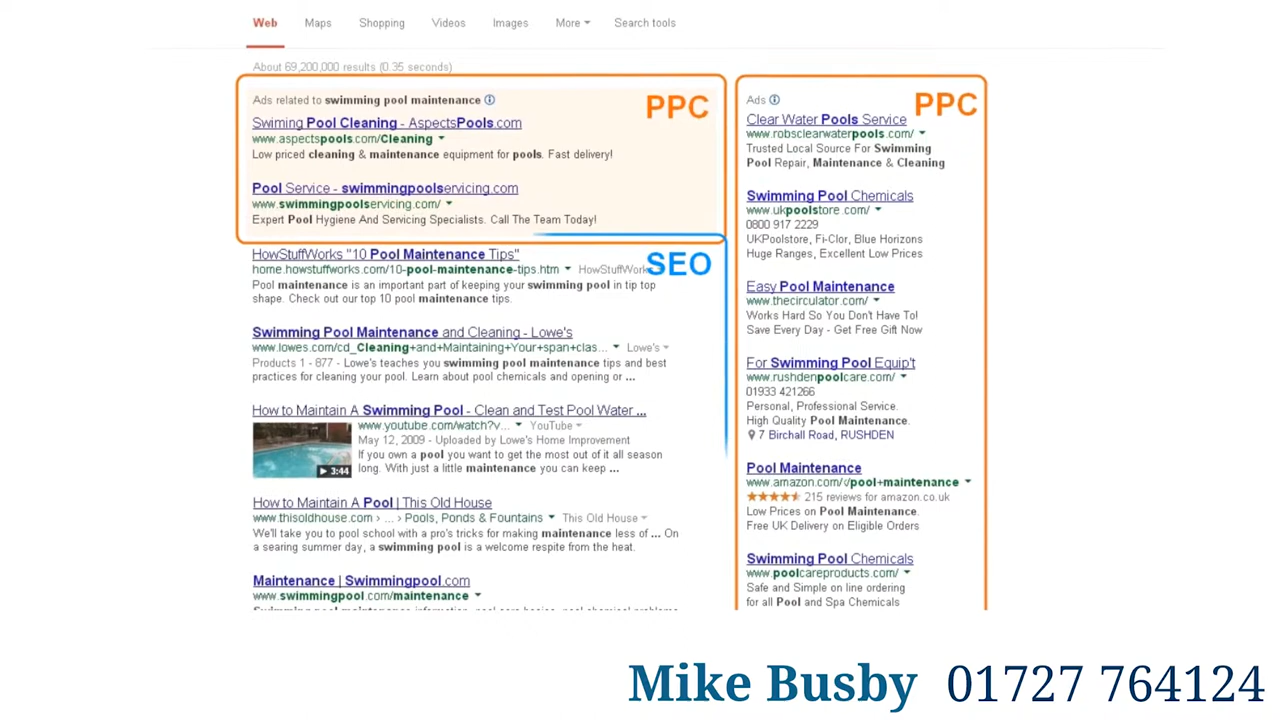 Web Maps Shopping Videos Images More Search tools
About 69,200,000 results (0.35 seconds)
Ads related to swimming pool maintenance
PPC
Swiming Pool Cleaning - AspectsPools.com
www.aspectspools.com/Cleaning
Low priced cleaning & maintenance equipment for pools. Fast delivery!
Pool Service - swimmingpoolservicing.com
www.swimmingpoolservicing.com/
Expert Pool Hygiene And Servicing Specialists. Call The Team Today!
SEO
HowStuffWorks "10 Pool Maintenance Tips"
home.howstuffworks.com/10-pool-maintenance-tips.htm HowStuffWorks
Pool maintenance is an important part of keeping your swimming pool in tip top
shape. Check out our top 10 pool maintenance tips.
Swimming Pool Maintenance and Cleaning - Lowe's
www.lowes.com/cd_Cleaning+and+Maintaining+Your+span+clas... Lowe's
Products 1 - 877 - Lowe's teaches you swimming pool maintenance tips and best
practices for cleaning your pool. Learn about pool chemicals and opening or ...
How to Maintain A Swimming Pool - Clean and Test Pool Water ...
www.youtube.com/watch?v... YouTube
May 12, 2009 - Uploaded by Lowe's Home Improvement
If you own a pool you want to get the most out of it all season
long. With just a little maintenance you can keep ...
3:44
How to Maintain A Pool | This Old House
www.thisoldhouse.com › ... › Pools, Ponds & Fountains This Old House
We'll take you to pool school with a pro's tricks for making maintenance less of ... On
a searing summer day, a swimming pool is a welcome respite from the heat.
Maintenance | Swimmingpool.com
www.swimmingpool.com/maintenance
Ads
PPC
Clear Water Pools Service
www.robsclearwaterpools.com/
Trusted Local Source For Swimming
Pool Repair, Maintenance & Cleaning
Swimming Pool Chemicals
www.ukpoolstore.com/
0800 917 2229
UKPoolstore, Fi-Clor, Blue Horizons
Huge Ranges, Excellent Low Prices
Easy Pool Maintenance
www.thecirculator.com/
Works Hard So You Don't Have To!
Save Every Day - Get Free Gift Now
For Swimming Pool Equip't
www.rushdenpoolcare.com/
01933 421266
Personal, Professional Service.
High Quality Pool Maintenance.
7 Birchall Road, RUSHDEN
Pool Maintenance
www.amazon.com/pool+maintenance
215 reviews for amazon.co.uk
Low Prices on Pool Maintenance.
Free UK Delivery on Eligible Orders
Swimming Pool Chemicals
www.poolcareproducts.com/
Safe and Simple on line ordering
for all Pool and Spa Chemicals
Mike Busby 01727 764124